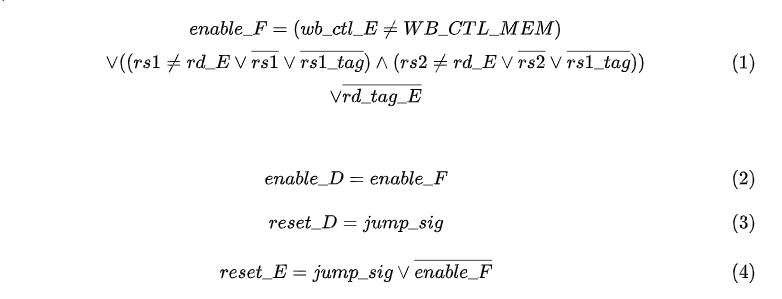 enable_F = (wb_ctl_E ≠ WB_CTL_MEM)
∨((rs1 ≠ rd_E ∨ \overline{rs1} ∨ \overline{rs1_tag}) ∧ (rs2 ≠ rd_E ∨ \overline{rs2} ∨ \overline{rs1_tag})) (1)
∨\overline{rd_tag_E}
enable_D = enable_F (2)
reset_D = jump_sig (3)
reset_E = jump_sig ∨ \overline{enable_F} (4)